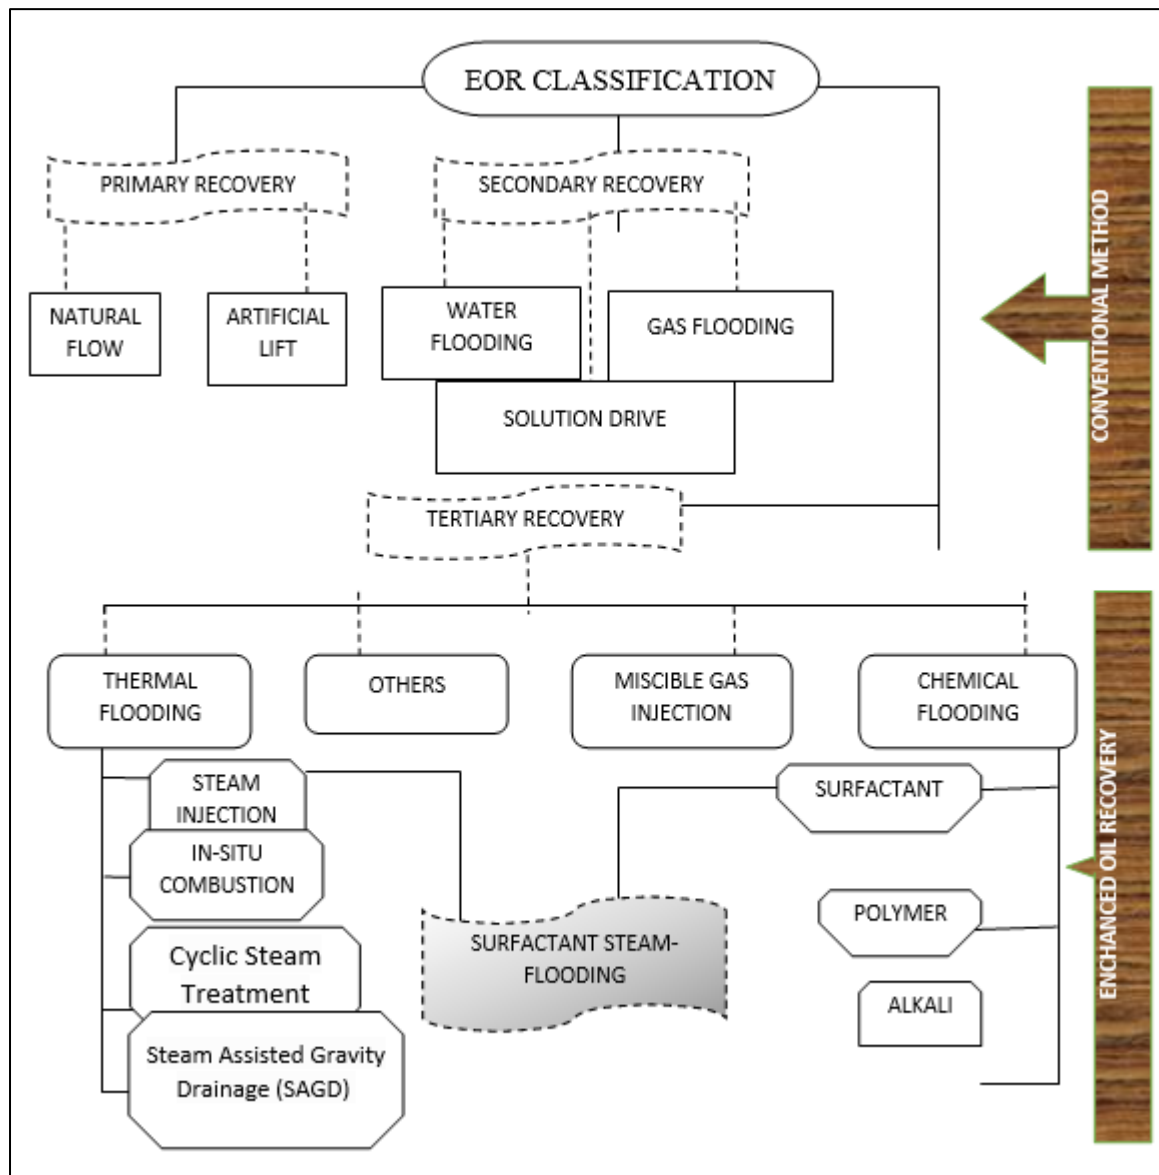 EOR CLASSIFICATION
PRIMARY RECOVERY
SECONDARY RECOVERY
NATURAL
FLOW
ARTIFICIAL
LIFT
WATER
FLOODING
GAS FLOODING
SOLUTION DRIVE
CONVENTIONAL METHOD
TERTIARY RECOVERY
THERMAL
FLOODING
OTHERS
MISCIBLE GAS
INJECTION
CHEMICAL
FLOODING
STEAM
INJECTION
IN-SITU
COMBUSTION
Cyclic Steam
Treatment
Steam Assisted Gravity
Drainage (SAGD)
SURFACTANT STEAM-
FLOODING
SURFACTANT
POLYMER
ALKALI
ENCHANCED OIL RECOVERY